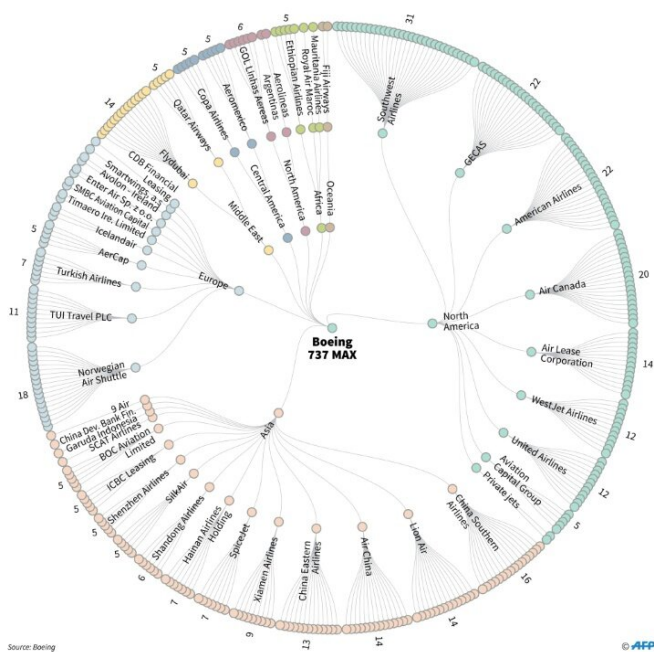 Boeing
737 MAX
North
America
Southwest
Airlines
31
GECAS
22
American Airlines
22
Air Canada
20
Air Lease
Corporation
14
WestJet Airlines
12
United Airlines
12
Aviation
Capital Group
5
Private jets
Asia
China Southern
Airlines
16
Lion Air
14
Air China
14
China Eastern
Airlines
13
Xiamen Airlines
9
SpiceJet
7
Hainan Airlines
Holding
7
Shandong Airlines
6
SilkAir
5
Shenzhen Airlines
5
ICBC Leasing
5
BOC Aviation
Limited
5
SCAT Airlines
Garuda Indonesia
China Dev. Bank Fin.
9 Air
Europe
Norwegian
Air Shuttle
18
TUI Travel PLC
11
Turkish Airlines
7
AerCap
5
Icelandair
Timaero Ire. Limited
SMBC Aviation Capital
Enter Air Sp. z o.o.
Avolon - Ireland
Smartwings, a.s.
CDB Financial
Leasing
Middle East
Flydubai
14
Qatar Airways
5
Central America
Copa Airlines
5
Aeromexico
5
North America
GOL Linhas Aereas
6
Aerolineas
Argentinas
Africa
Ethiopian Airlines
5
Royal Air Maroc
Mauritania Airlines
Oceania
Fiji Airways
Source: Boeing
© AFP